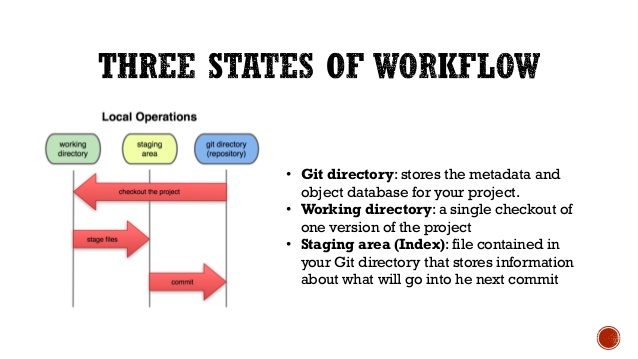 THREE STATES OF WORKFLOW
Local Operations
working
directory
staging
area
git directory
(repository)
checkout the project
stage files
commit
• Git directory: stores the metadata and
object database for your project.
• Working directory: a single checkout of
one version of the project
• Staging area (Index): file contained in
your Git directory that stores information
about what will go into he next commit